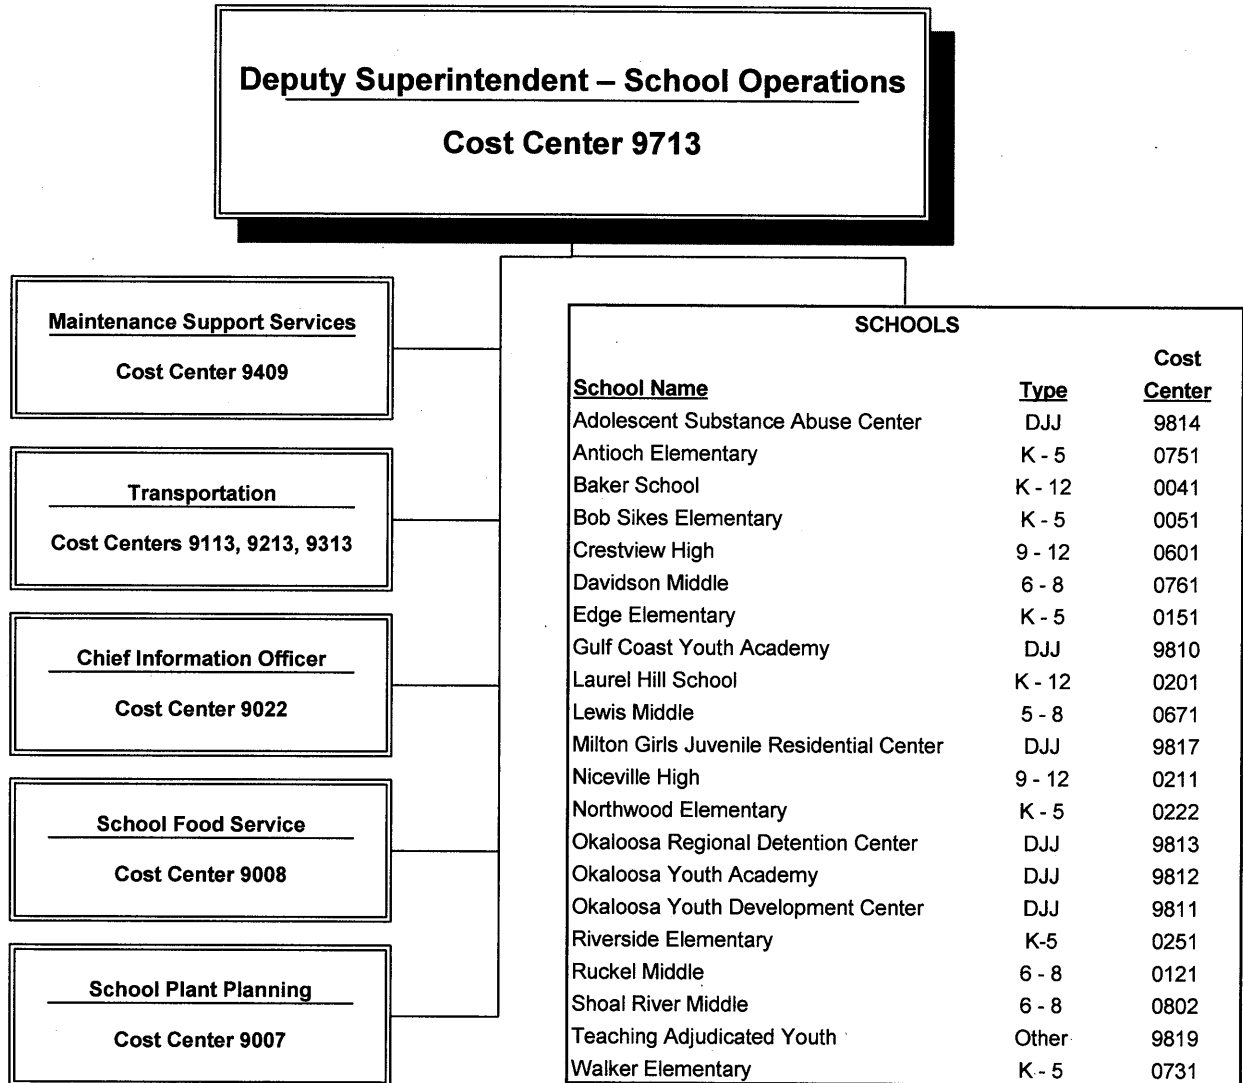 Deputy Superintendent – School Operations
Cost Center 9713
Maintenance Support Services
Cost Center 9409
Transportation
Cost Centers 9113, 9213, 9313
Chief Information Officer
Cost Center 9022
School Food Service
Cost Center 9008
School Plant Planning
Cost Center 9007
SCHOOLS
Cost
School Name Type Center
Adolescent Substance Abuse Center DJJ 9814
Antioch Elementary K - 5 0751
Baker School K - 12 0041
Bob Sikes Elementary K - 5 0051
Crestview High 9 - 12 0601
Davidson Middle 6 - 8 0761
Edge Elementary K - 5 0151
Gulf Coast Youth Academy DJJ 9810
Laurel Hill School K - 12 0201
Lewis Middle 5 - 8 0671
Milton Girls Juvenile Residential Center DJJ 9817
Niceville High 9 - 12 0211
Northwood Elementary K - 5 0222
Okaloosa Regional Detention Center DJJ 9813
Okaloosa Youth Academy DJJ 9812
Okaloosa Youth Development Center DJJ 9811
Riverside Elementary K-5 0251
Ruckel Middle 6 - 8 0121
Shoal River Middle 6 - 8 0802
Teaching Adjudicated Youth Other 9819
Walker Elementary K - 5 0731